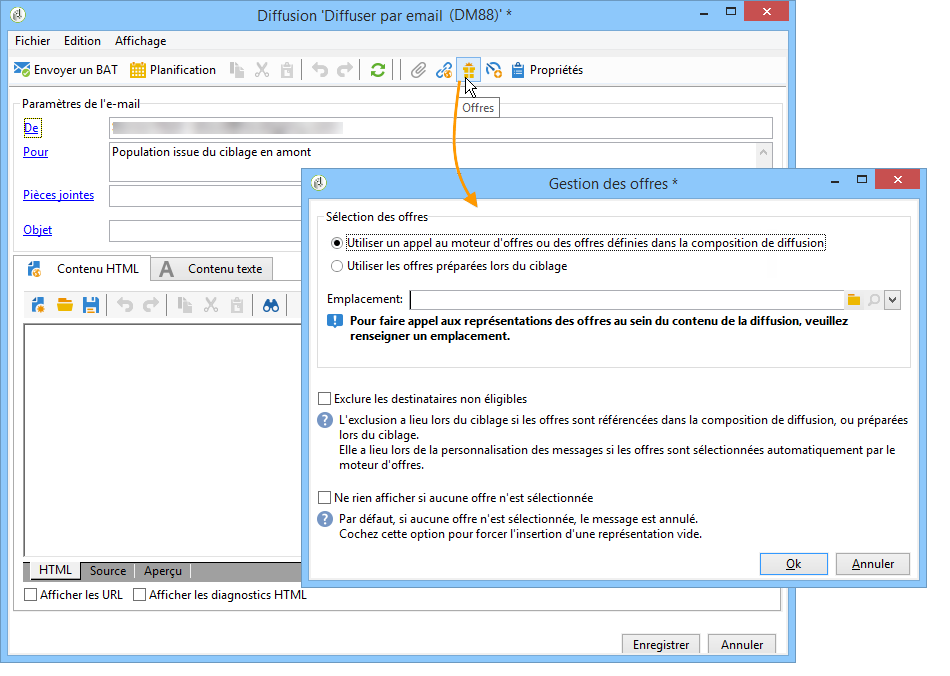 Diffusion 'Diffuser par email (DM88)' *
Fichier Edition Affichage
Envoyer un BAT Planification Propriétés
Offres
Paramètres de l'e-mail
De
Pour Population issue du ciblage en amont
Pièces jointes
Objet
Contenu HTML A Contenu texte
HTML Source Aperçu
Afficher les URL Afficher les diagnostics HTML
Enregistrer Annuler
Gestion des offres *
Sélection des offres
Utiliser un appel au moteur d'offres ou des offres définies dans la composition de diffusion
Utiliser les offres préparées lors du ciblage
Emplacement:
Pour faire appel aux représentations des offres au sein du contenu de la diffusion, veuillez
renseigner un emplacement.
Exclure les destinataires non éligibles
L'exclusion a lieu lors du ciblage si les offres sont référencées dans la composition de diffusion, ou préparées
lors du ciblage.
Elle a lieu lors de la personnalisation des messages si les offres sont sélectionnées automatiquement par le
moteur d'offres.
Ne rien afficher si aucune offre n'est sélectionnée
Par défaut, si aucune offre n'est sélectionnée, le message est annulé.
Cochez cette option pour forcer l'insertion d'une représentation vide.
Ok Annuler